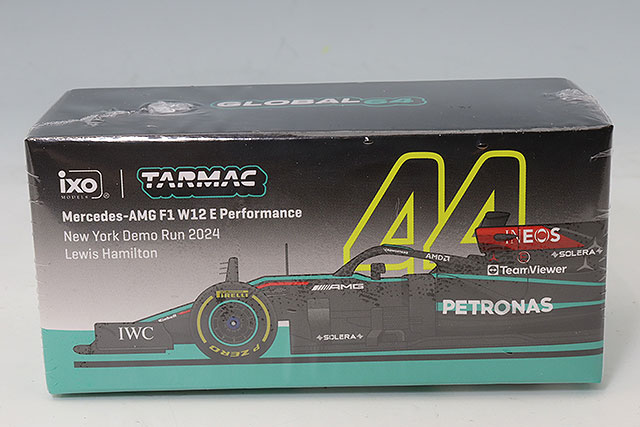 GLOBAL64
ixo MODELS | TARMAC
Mercedes-AMG F1 W12 E Performance
New York Demo Run 2024
Lewis Hamilton
44
INEOS
AMD
SOLERA
TeamViewer
PIRELLI
AMG
PETRONAS
IWC
P ZERO
SOLERA